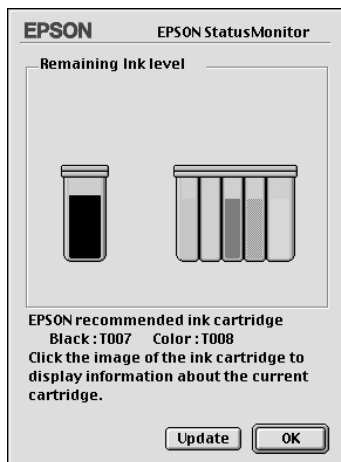 EPSON
EPSON StatusMonitor
Remaining Ink level
EPSON recommended ink cartridge
Black : T007 Color : T008
Click the image of the ink cartridge to
display information about the current
cartridge.
Update OK